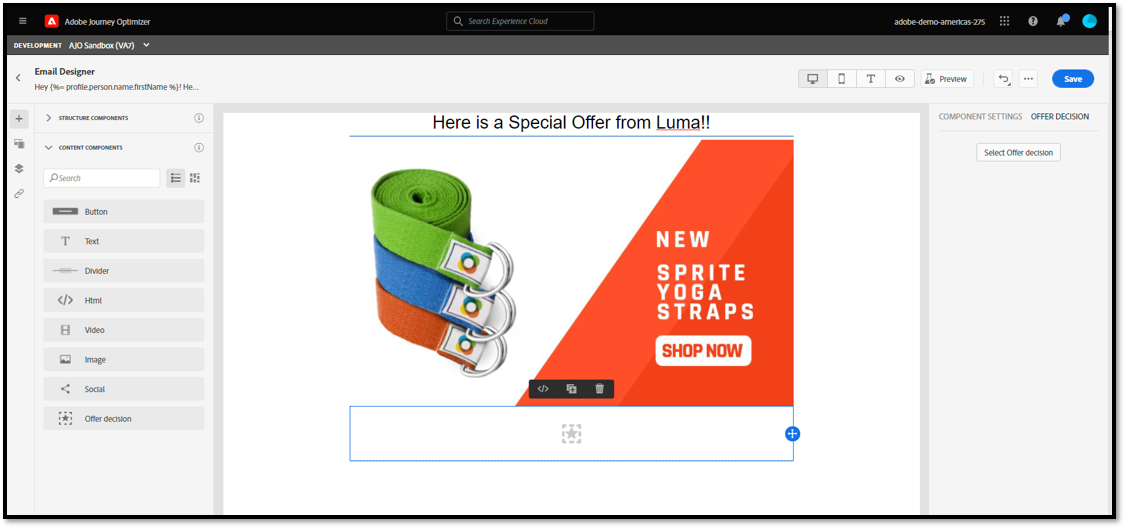 Adobe Journey Optimizer
Search Experience Cloud
adobe-demo-americas-275
DEVELOPMENT AJO Sandbox (VA7)
Email Designer
Hey {%= profile.person.name.firstName %}! He...
Preview
Save
STRUCTURE COMPONENTS
CONTENT COMPONENTS
Search
Button
Text
Divider
Html
Video
Image
Social
Offer decision
Here is a Special Offer from Luma!!
NEW
SPRITE
YOGA
STRAPS
SHOP NOW
COMPONENT SETTINGS OFFER DECISION
Select Offer decision